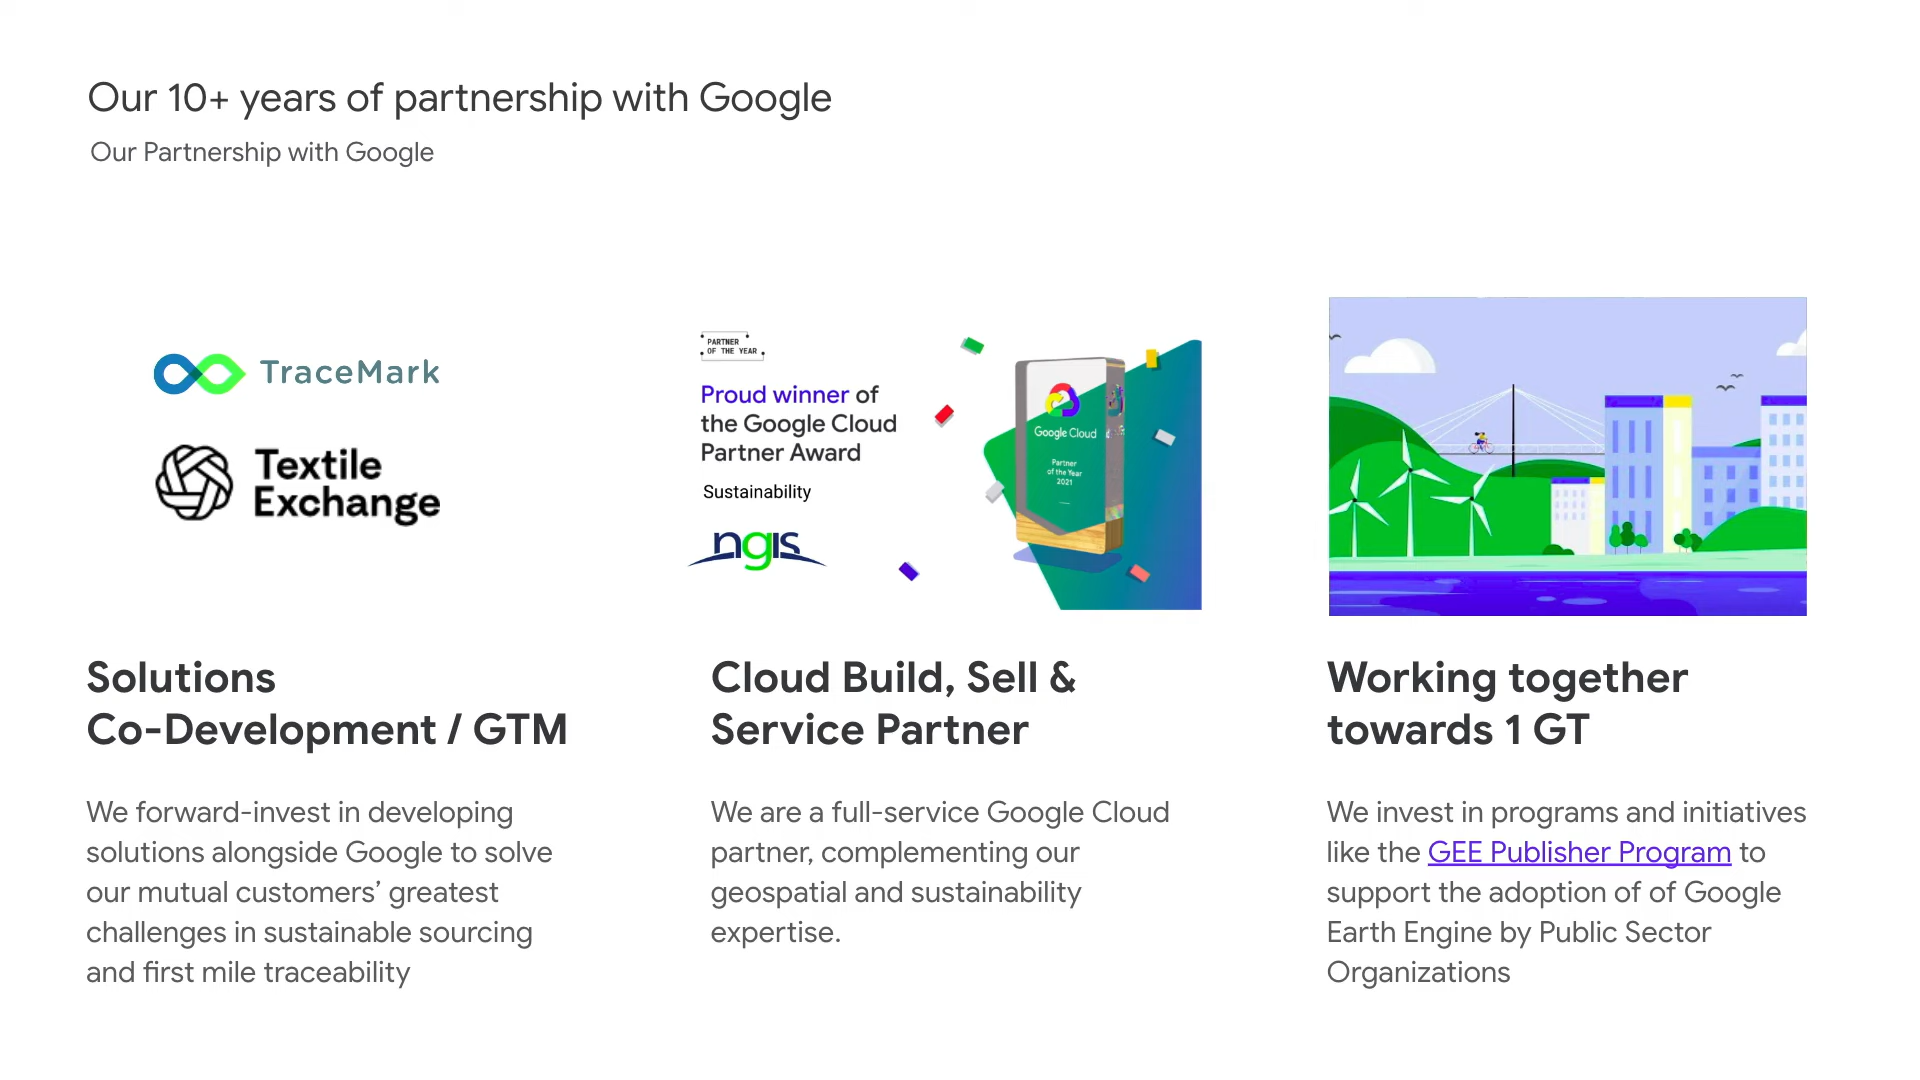 Our 10+ years of partnership with Google
Our Partnership with Google
TraceMark
Textile
Exchange
PARTNER
OF THE YEAR
Proud winner of
the Google Cloud
Partner Award
Sustainability
ngis
Google Cloud
Partner
of the Year
2021
Solutions
Co-Development / GTM
We forward-invest in developing
solutions alongside Google to solve
our mutual customers’ greatest
challenges in sustainable sourcing
and first mile traceability
Cloud Build, Sell &
Service Partner
We are a full-service Google Cloud
partner, complementing our
geospatial and sustainability
expertise.
Working together
towards 1 GT
We invest in programs and initiatives
like the GEE Publisher Program to
support the adoption of of Google
Earth Engine by Public Sector
Organizations